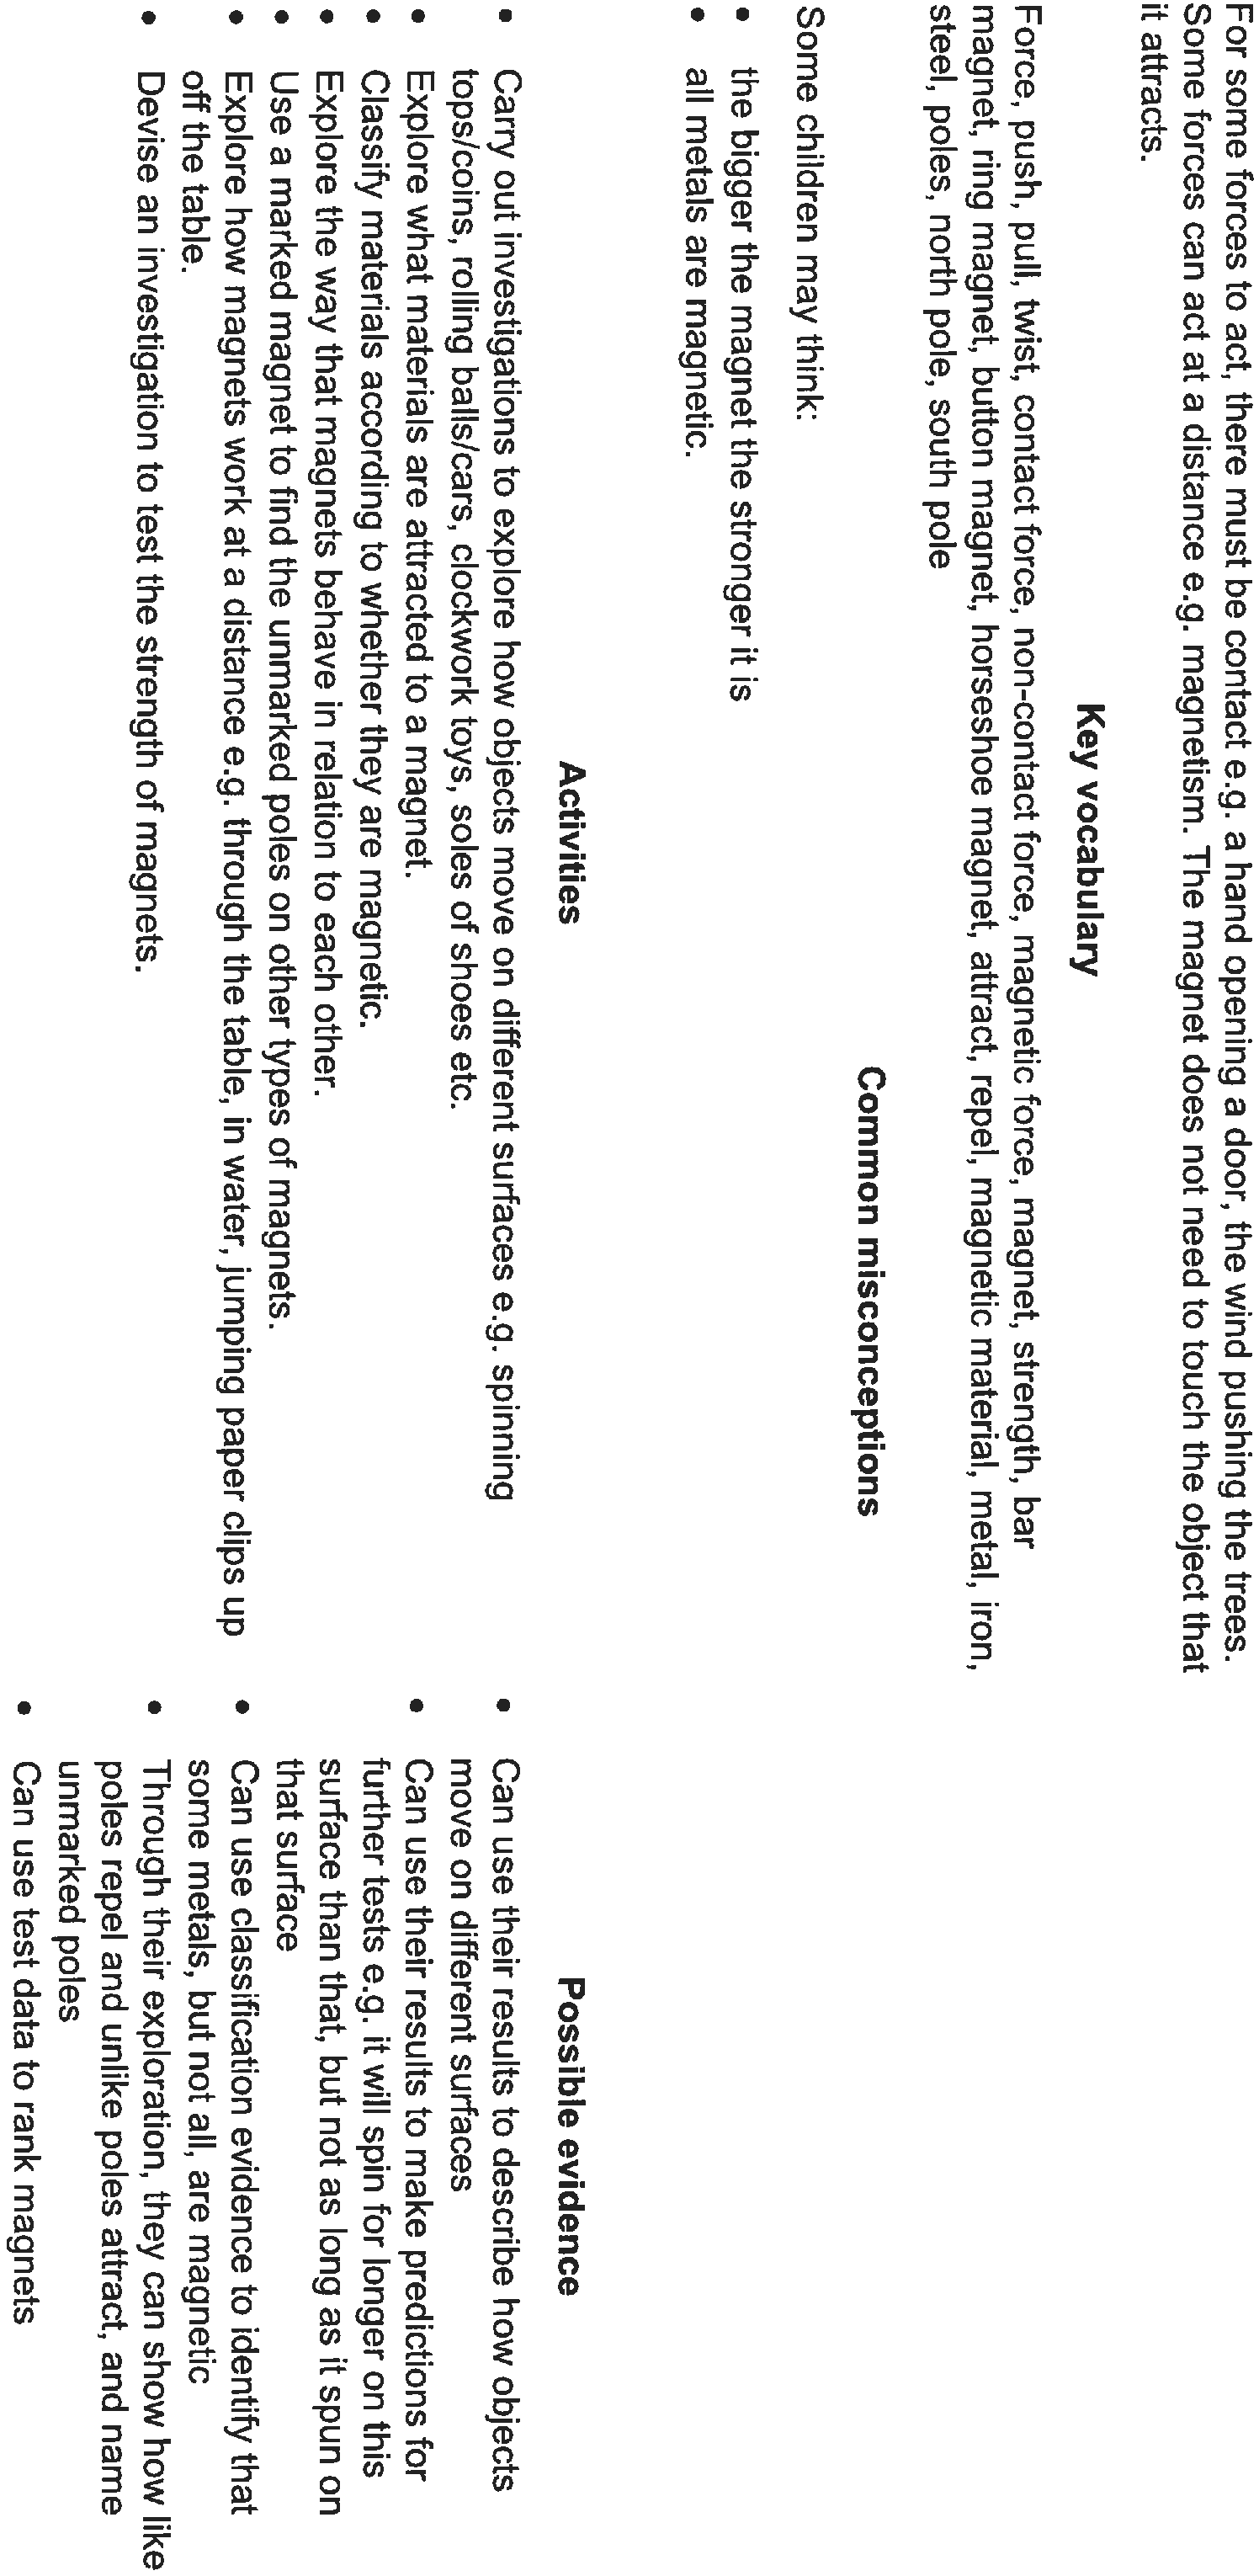 For some forces to act, there must be contact e.g. a hand opening a door, the wind pushing the trees.
Some forces can act at a distance e.g. magnetism. The magnet does not need to touch the object that
it attracts.
Key vocabulary
Force, push, pull, twist, contact force, non-contact force, magnetic force, magnet, strength, bar
magnet, ring magnet, button magnet, horseshoe magnet, attract, repel, magnetic material, metal, iron,
steel, poles, north pole, south pole
Common misconceptions
Some children may think:
• the bigger the magnet the stronger it is
• all metals are magnetic.
Activities
• Carry out investigations to explore how objects move on different surfaces e.g. spinning
tops/coins, rolling balls/cars, clockwork toys, soles of shoes etc.
• Explore what materials are attracted to a magnet.
• Classify materials according to whether they are magnetic.
• Explore the way that magnets behave in relation to each other.
• Use a marked magnet to find the unmarked poles on other types of magnets.
• Explore how magnets work at a distance e.g. through the table, in water, jumping paper clips up
off the table.
• Devise an investigation to test the strength of magnets.
Possible evidence
• Can use their results to describe how objects
move on different surfaces
• Can use their results to make predictions for
further tests e.g. it will spin for longer on this
surface than that, but not as long as it spun on
that surface
• Can use classification evidence to identify that
some metals, but not all, are magnetic
• Through their exploration, they can show how like
poles repel and unlike poles attract, and name
unmarked poles
• Can use test data to rank magnets